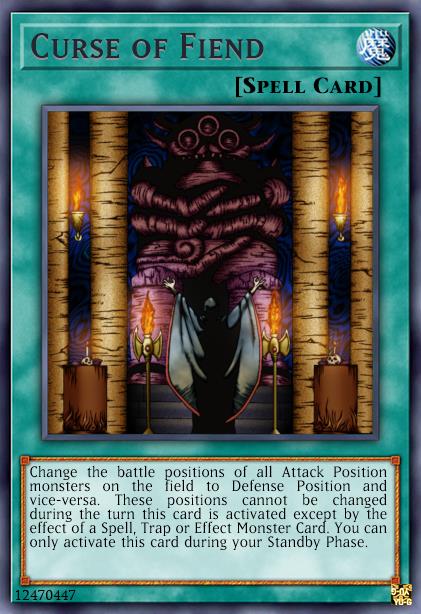 Curse of Fiend
魔
[Spell Card]
Change the battle positions of all Attack Position
monsters on the field to Defense Position and
vice-versa. These positions cannot be changed
during the turn this card is activated except by the
effect of a Spell, Trap or Effect Monster Card. You can
only activate this card during your Standby Phase.
12470447